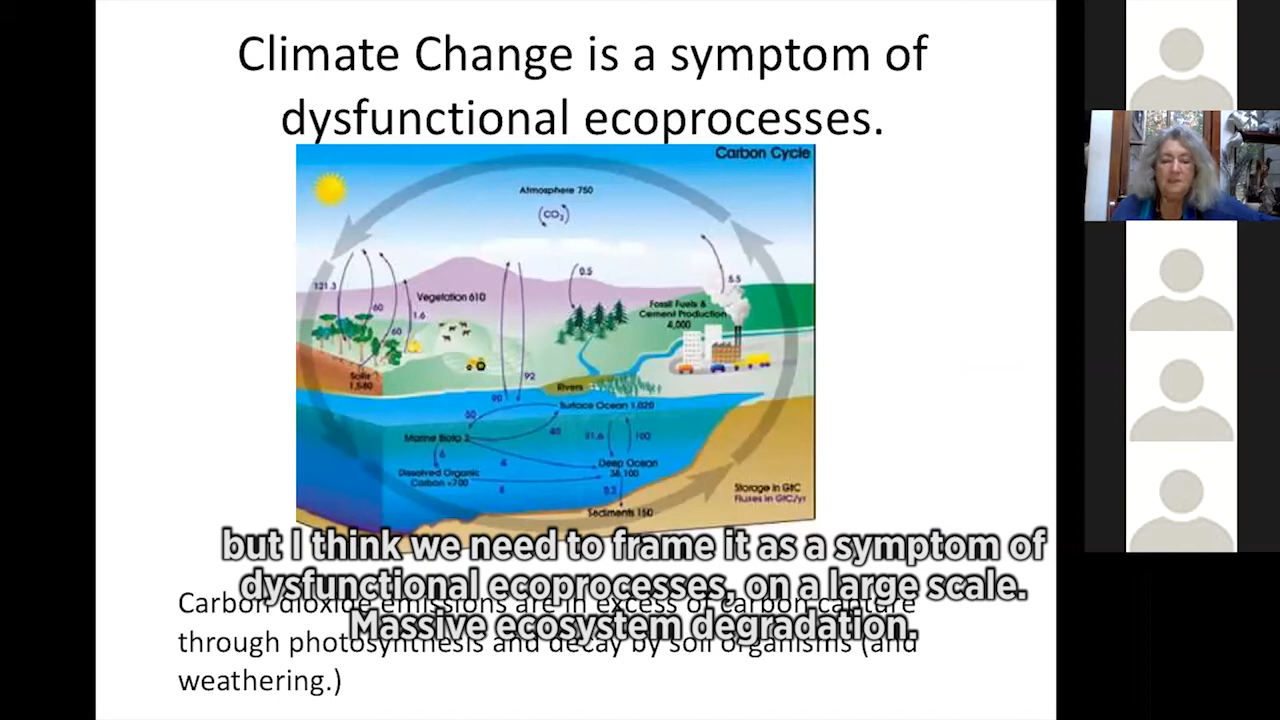 Climate Change is a symptom of
dysfunctional ecoprocesses.
Carbon Cycle
Atmosphere 750
CO2
121.3
60
60
1.6
Vegetation 610
0.5
5.5
Fossil Fuels &
Cement Production
4,000
Soils
1,580
92
90
Rivers
Surface Ocean 1,020
50
40
91.6
100
Marine Biota 3
6
4
6
Dissolved Organic
Carbon <700
Deep Ocean
38,100
0.2
Sediments 150
Storage in GtC
Fluxes in GtC/yr
but I think we need to frame it as a symptom of
dysfunctional ecoprocesses, on a large scale.
Massive ecosystem degradation.
Carbon dioxide emissions are in excess of carbon capture
through photosynthesis and decay by soil organisms (and
weathering.)